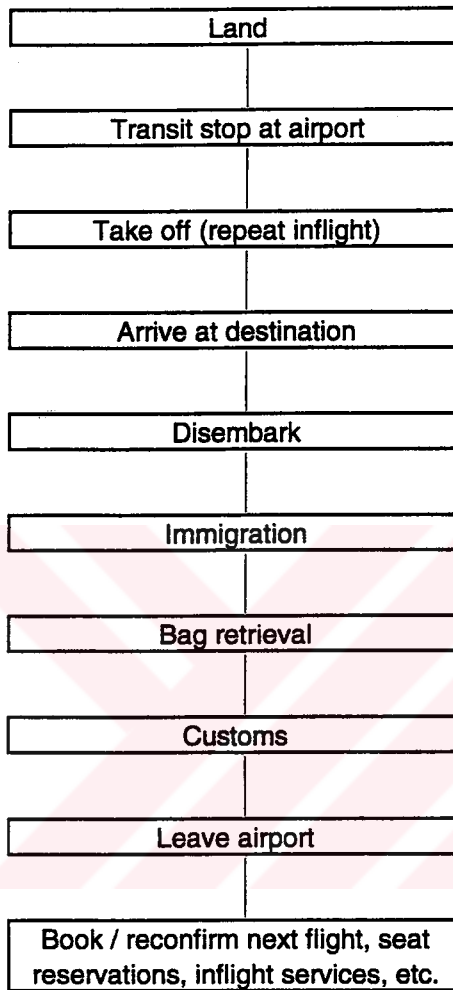 Land
Transit stop at airport
Take off (repeat inflight)
Arrive at destination
Disembark
Immigration
Bag retrieval
Customs
Leave airport
Book / reconfirm next flight, seat
reservations, inflight services, etc.